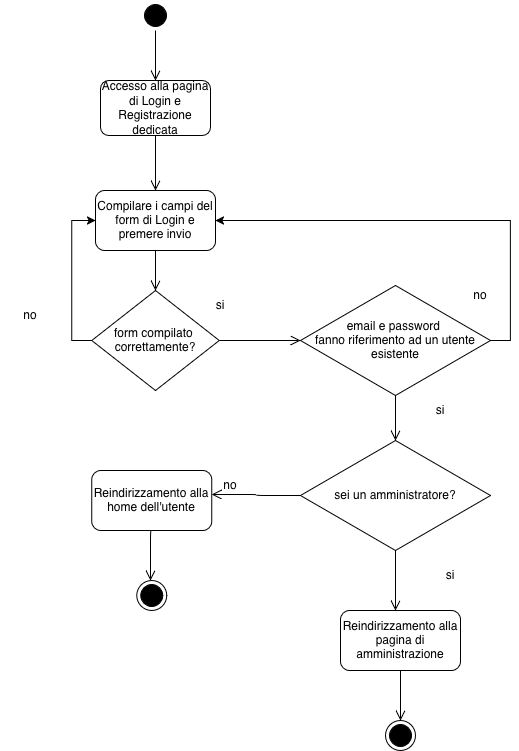 Accesso alla pagina
di Login e
Registrazione
dedicata
Compilare i campi del
form di Login e
premere invio
no
si
form compilato
correttamente?
no
email e password
fanno riferimento ad un utente
esistente
si
sei un amministratore?
no
Reindirizzamento alla
home dell'utente
si
Reindirizzamento alla
pagina di
amministrazione